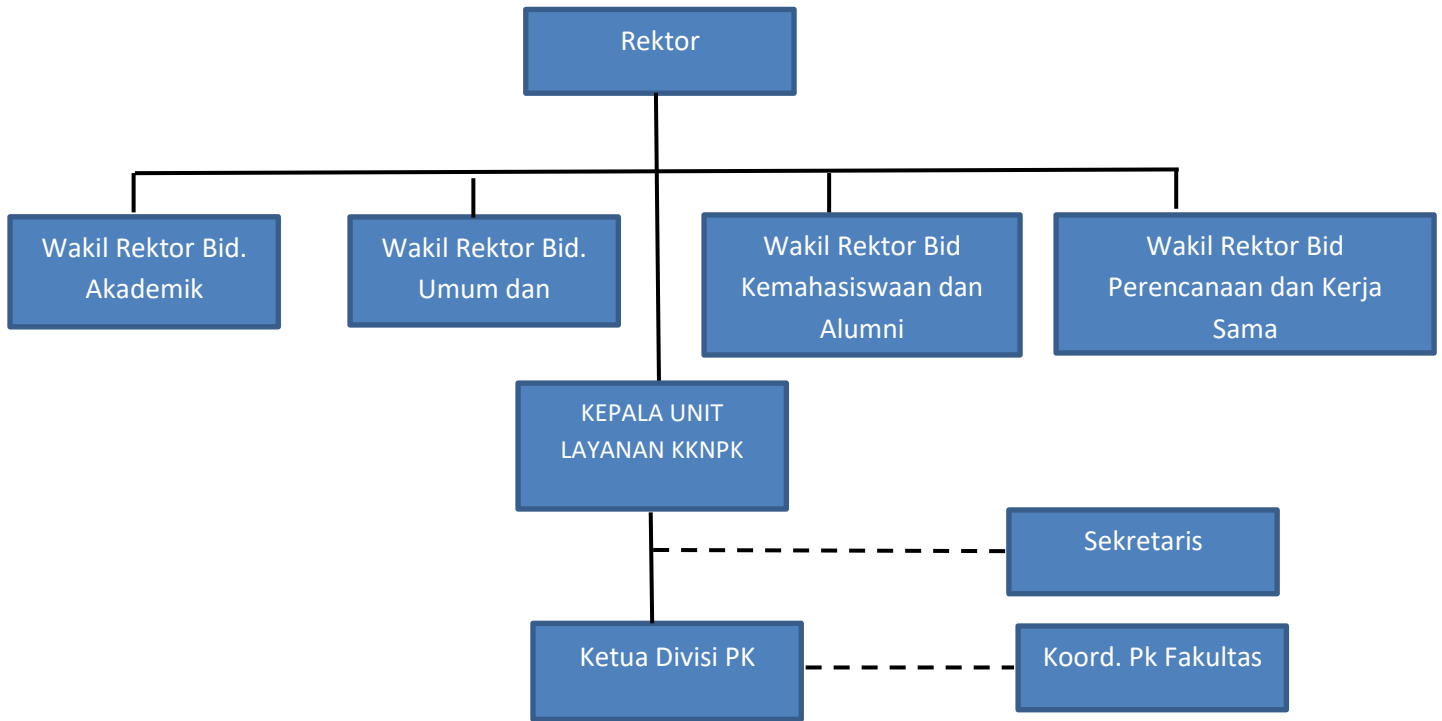 Rektor
Wakil Rektor Bid.
Akademik
Wakil Rektor Bid.
Umum dan
Wakil Rektor Bid
Kemahasiswaan dan
Alumni
Wakil Rektor Bid
Perencanaan dan Kerja
Sama
KEPALA UNIT
LAYANAN KKNPK
Sekretaris
Ketua Divisi PK
Koord. Pk Fakultas